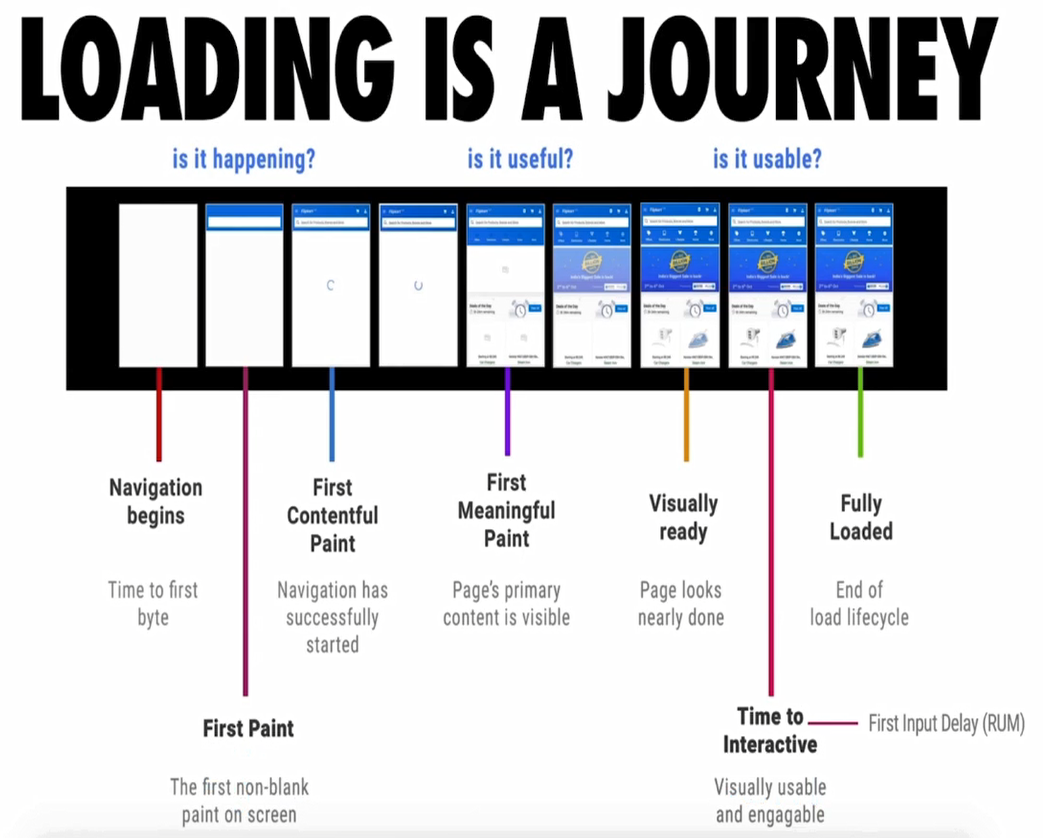 LOADING IS A JOURNEY
is it happening?
is it useful?
is it usable?
Navigation
begins
Time to first
byte
First Paint
The first non-blank
paint on screen
First
Contentful
Paint
Navigation has
successfully
started
First
Meaningful
Paint
Page's primary
content is visible
Visually
ready
Page looks
nearly done
Time to
Interactive
First Input Delay (RUM)
Visually usable
and engagable
Fully
Loaded
End of
load lifecycle